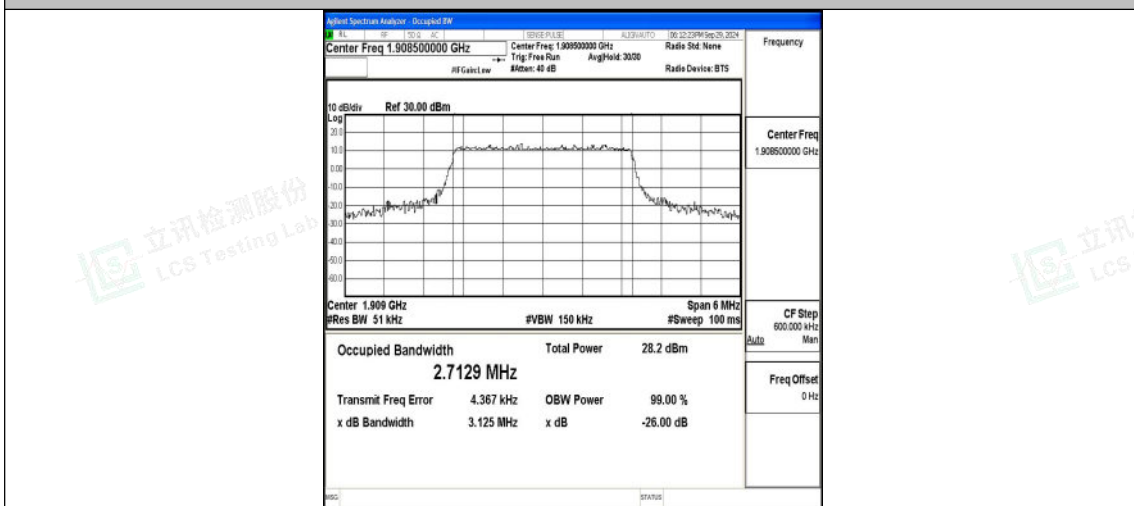 Agilent Spectrum Analyzer - Occupied BW
RL RF 50 Ω AC SENSE:PULSE ALIGNAUTO 06:12:23PM Sep 29, 2024
Center Freq 1.908500000 GHz
Center Freq: 1.908500000 GHz
Radio Std: None
Trig: Free Run Avg|Hold: 30/30
#IFGain:Low #Atten: 40 dB Radio Device: BTS
Frequency
10 dB/div Ref 30.00 dBm
Log
20.0
10.0
0.00
-10.0
-20.0
-30.0
-40.0
-50.0
-60.0
Center Freq
1.908500000 GHz
Center 1.909 GHz Span 6 MHz
#Res BW 51 kHz #VBW 150 kHz #Sweep 100 ms
CF Step
600.000 kHz
Auto Man
Occupied Bandwidth Total Power 28.2 dBm
2.7129 MHz
Transmit Freq Error 4.367 kHz OBW Power 99.00 %
x dB Bandwidth 3.125 MHz x dB -26.00 dB
Freq Offset
0 Hz
MSG STATUS
立讯检测股份
LCS Testing Lab
立讯
LCS